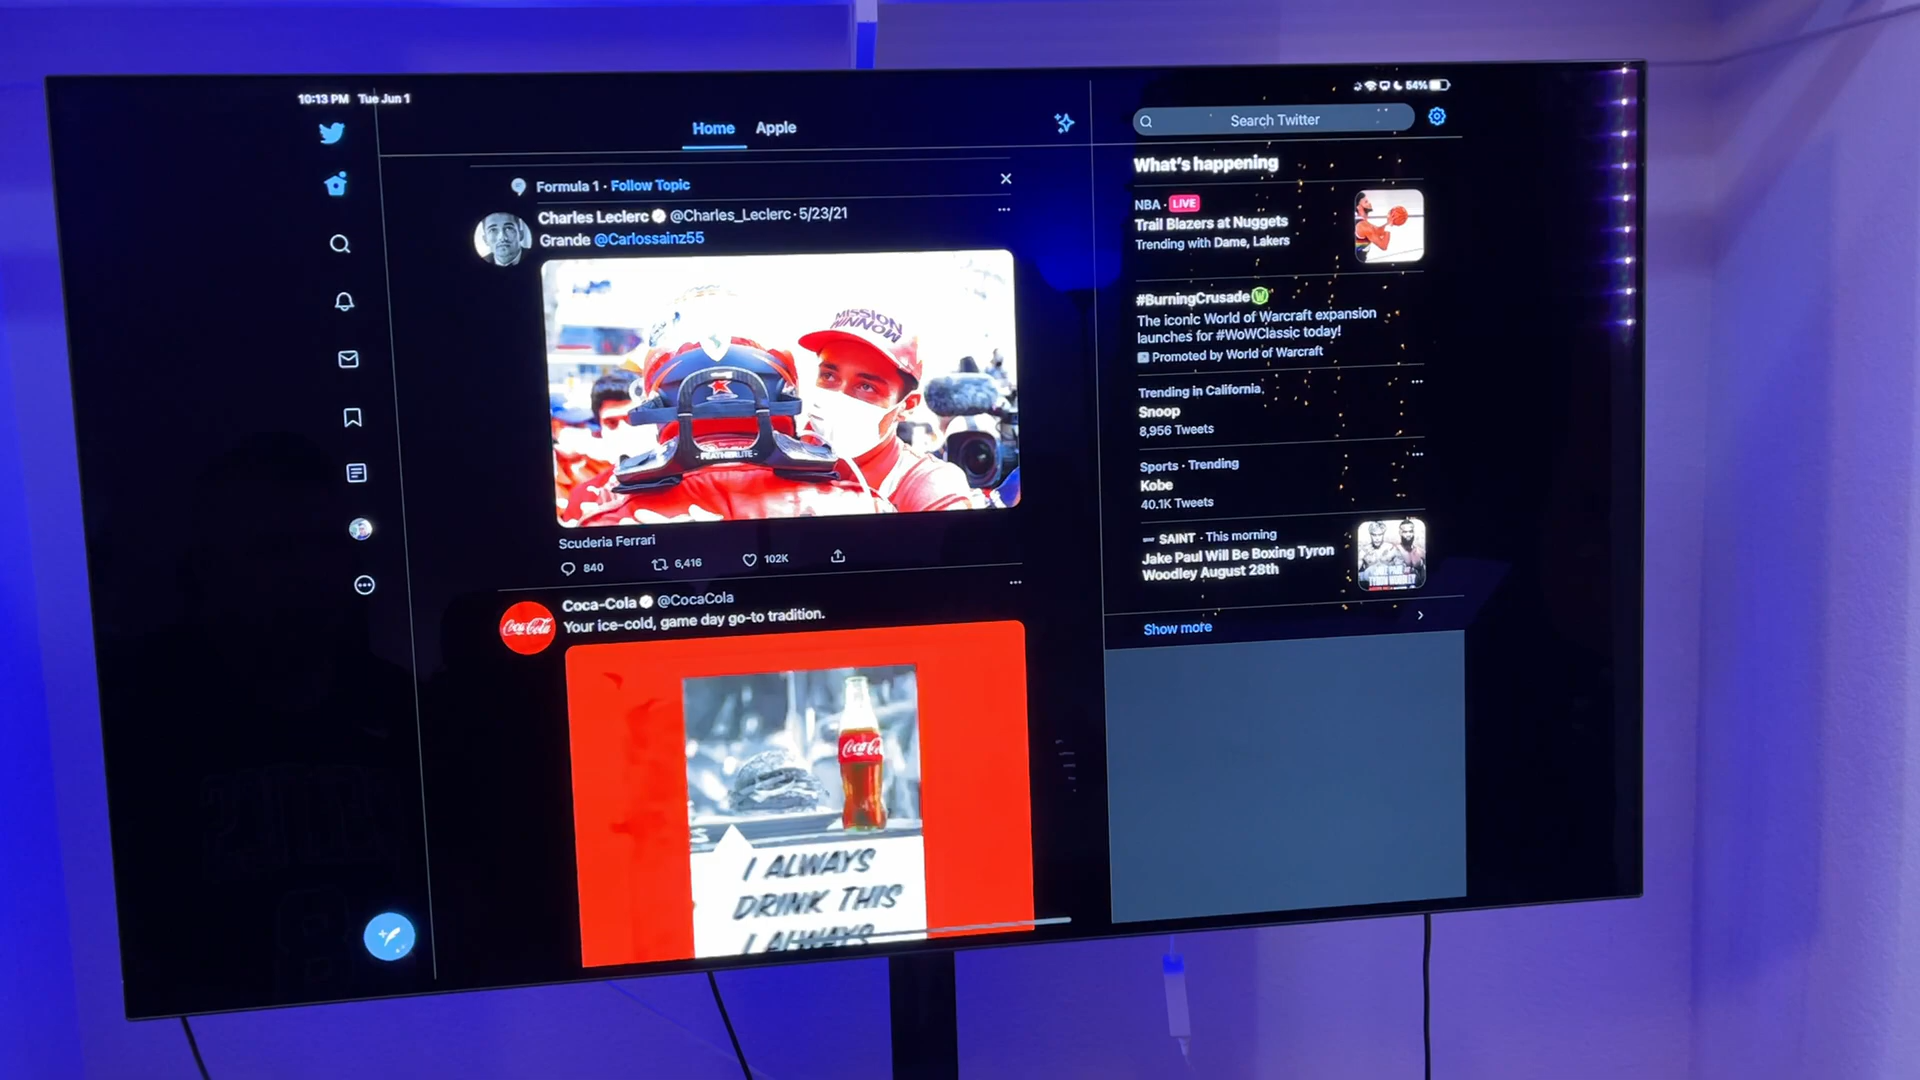 10:13 PM Tue Jun 1
54%
Home Apple
Search Twitter
Formula 1 · Follow Topic
Charles Leclerc @Charles_Leclerc · 5/23/21
Grande @Carlossainz55
MISSION
WINNOW
- FEATHERLITE -
Scuderia Ferrari
840 6,416 102K
Coca-Cola @CocaCola
Your ice-cold, game day go-to tradition.
Coca-Cola
Coca-Cola
I ALWAYS
DRINK THIS
I ALWAYS
What's happening
NBA · LIVE
Trail Blazers at Nuggets
Trending with Dame, Lakers
#BurningCrusade
The iconic World of Warcraft expansion
launches for #WoWClassic today!
Promoted by World of Warcraft
Trending in California
Snoop
8,956 Tweets
Sports · Trending
Kobe
40.1K Tweets
SAINT · This morning
Jake Paul Will Be Boxing Tyron
Woodley August 28th
Show more